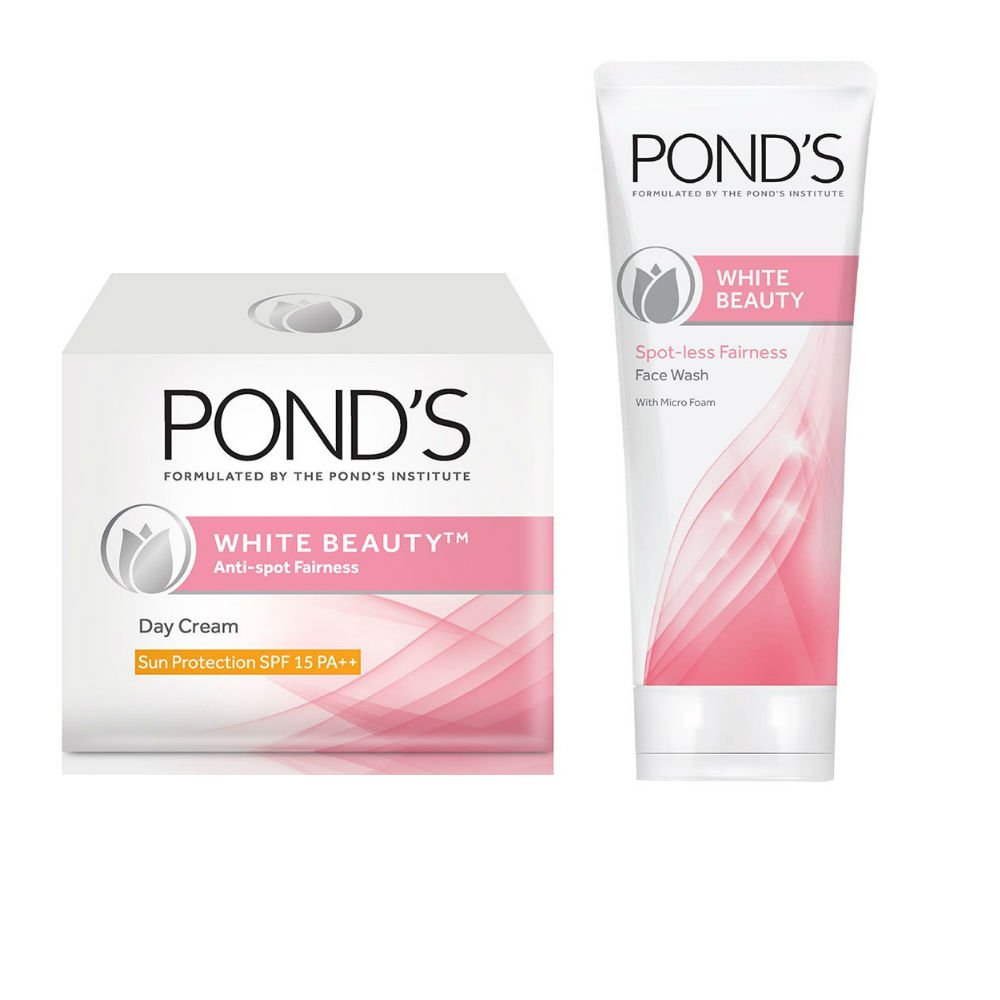 POND'S
FORMULATED BY THE POND'S INSTITUTE
WHITE BEAUTY™
Anti-spot Fairness
Day Cream
Sun Protection SPF 15 PA++
POND'S
FORMULATED BY THE POND'S INSTITUTE
WHITE
BEAUTY
Spot-less Fairness
Face Wash
With Micro Foam